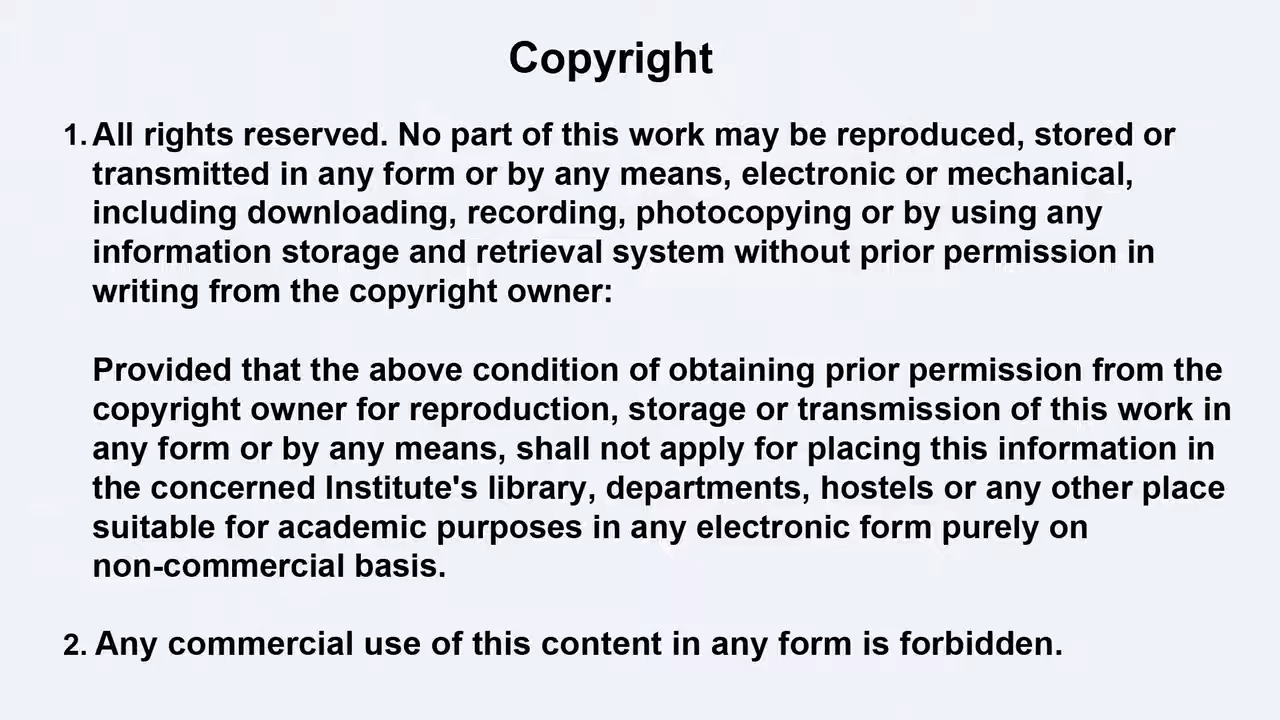 Copyright
1. All rights reserved. No part of this work may be reproduced, stored or
transmitted in any form or by any means, electronic or mechanical,
including downloading, recording, photocopying or by using any
information storage and retrieval system without prior permission in
writing from the copyright owner:
Provided that the above condition of obtaining prior permission from the
copyright owner for reproduction, storage or transmission of this work in
any form or by any means, shall not apply for placing this information in
the concerned Institute's library, departments, hostels or any other place
suitable for academic purposes in any electronic form purely on
non-commercial basis.
2. Any commercial use of this content in any form is forbidden.